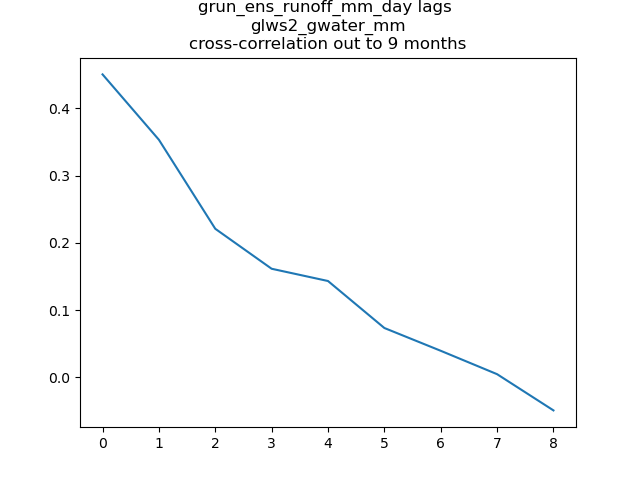 grun_ens_runoff_mm_day lags
glws2_gwater_mm
cross-correlation out to 9 months
0.4
0.3
0.2
0.1
0.0
0 1 2 3 4 5 6 7 8